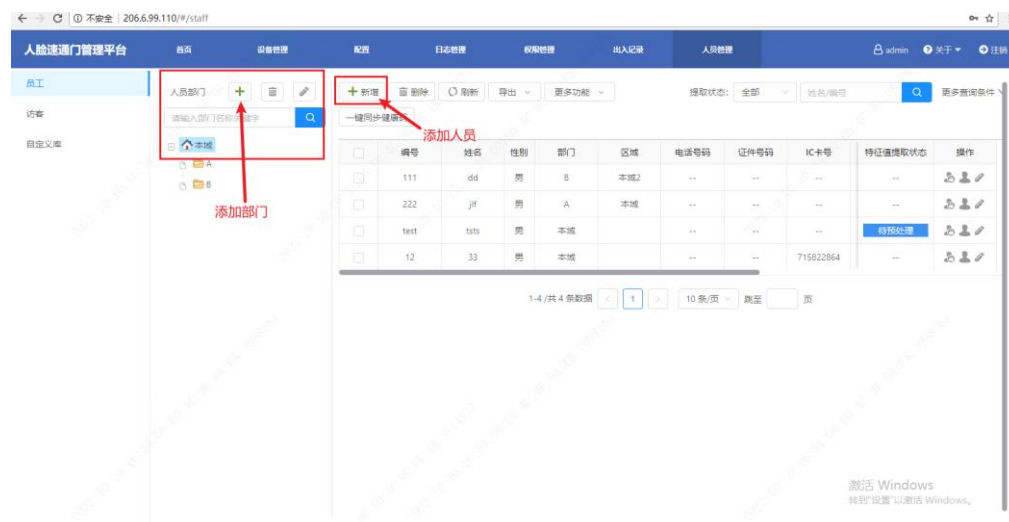 不安全 | 206.6.99.110/#/staff
人脸速通门管理平台 首页 设备管理 配置 日志管理 权限管理 出入记录 人员管理 admin 关于 注销
员工
访客
自定义库
人员部门
请输入部门名称关键字
本域
A
B
添加部门
新增 删除 刷新 导出 更多功能 提取状态: 全部 姓名/编号 更多查询条件
一键同步健康码
添加人员
编号 姓名 性别 部门 区域 电话号码 证件号码 IC卡号 特征值提取状态 操作
111 dd 男 B 本域2 -- -- -- --
222 jlf 男 A 本域 -- -- -- --
test tsts 男 本域 -- -- -- 待预处理
12 33 男 本域 -- -- 715822864 --
1-4 /共 4 条数据 < 1 > 10 条/页 跳至 页
激活 Windows
转到"设置"以激活 Windows。